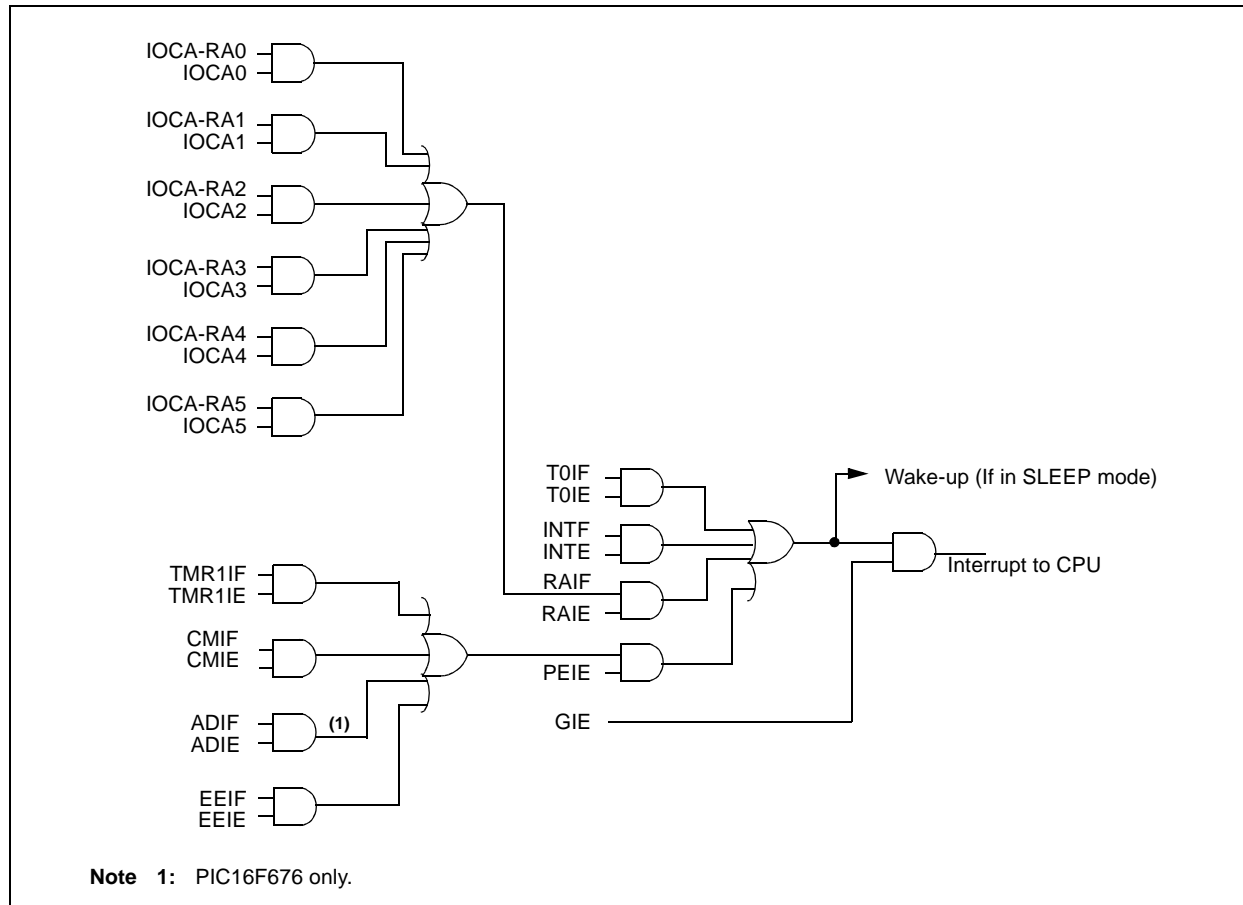 IOCA-RA0
IOCA0
IOCA-RA1
IOCA1
IOCA-RA2
IOCA2
IOCA-RA3
IOCA3
IOCA-RA4
IOCA4
IOCA-RA5
IOCA5
T0IF
T0IE
Wake-up (If in SLEEP mode)
INTF
INTE
Interrupt to CPU
TMR1IF
TMR1IE
RAIF
RAIE
CMIF
CMIE
PEIE
ADIF
ADIE
(1)
GIE
EEIF
EEIE
Note 1: PIC16F676 only.